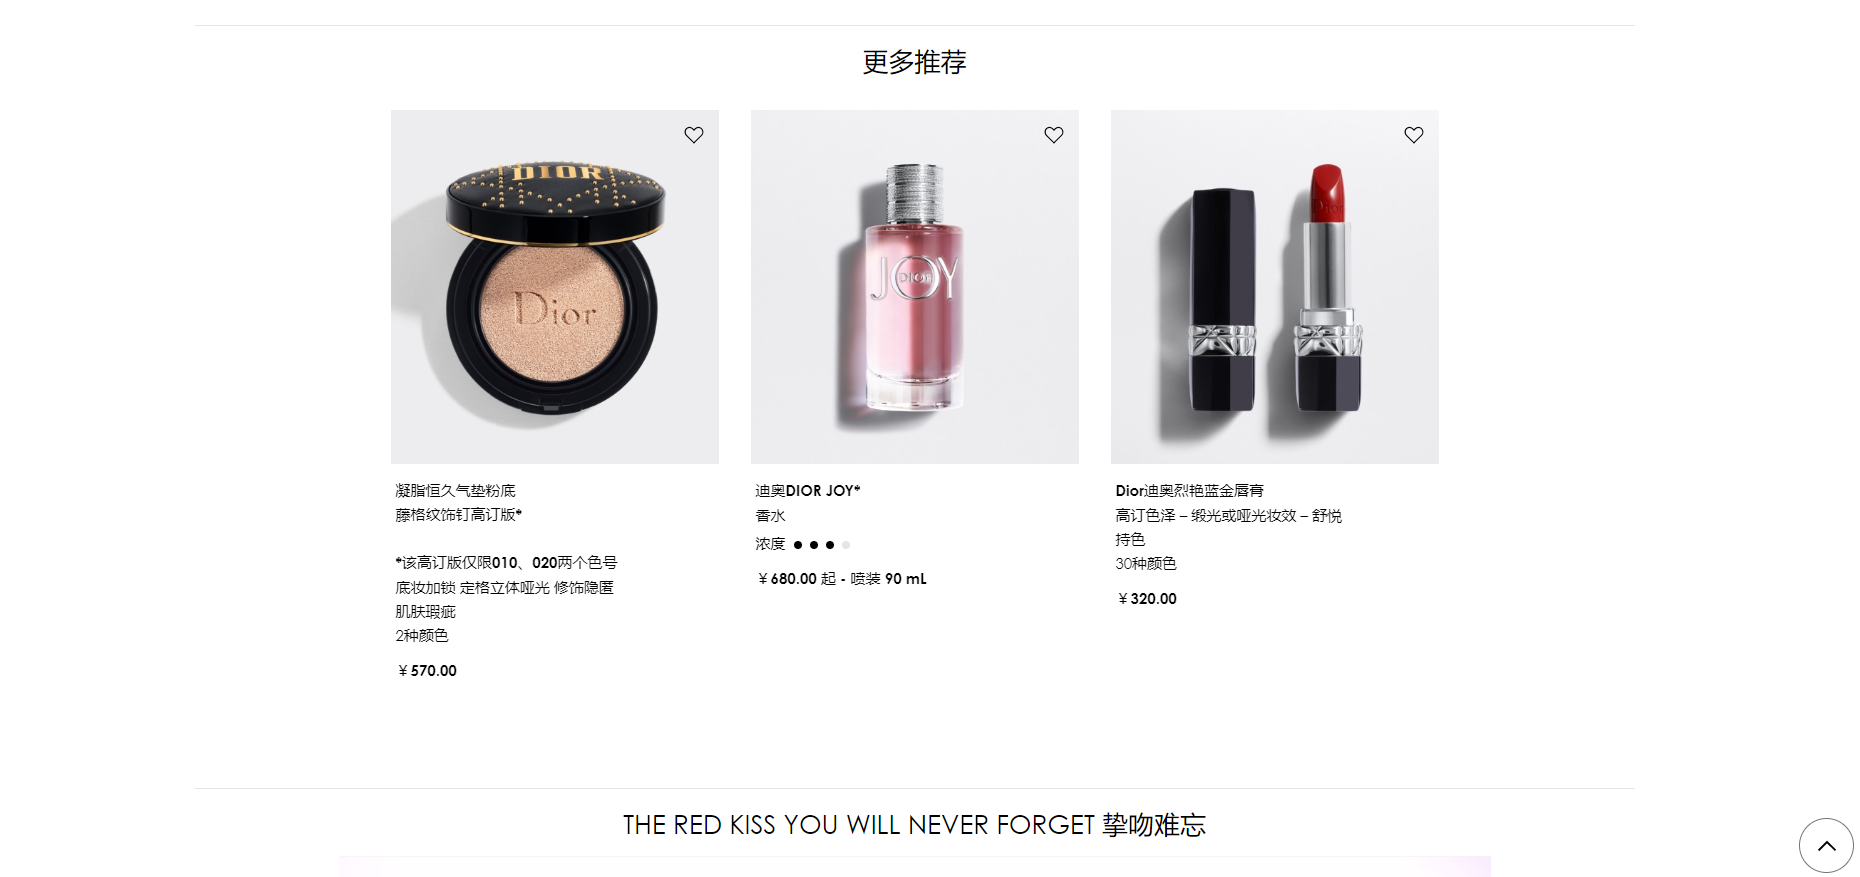 更多推荐
DIOR
Dior
JOY
DIOR
Dior
凝脂恒久气垫粉底
藤格纹饰钉高订版*
*该高订版仅限010、020两个色号
底妆加锁 定格立体哑光 修饰隐匿
肌肤瑕疵
2种颜色
￥570.00
迪奥DIOR JOY*
香水
浓度
￥680.00 起 - 喷装 90 mL
Dior迪奥烈艳蓝金唇膏
高订色泽 – 缎光或哑光妆效 – 舒悦
持色
30种颜色
￥320.00
THE RED KISS YOU WILL NEVER FORGET 挚吻难忘